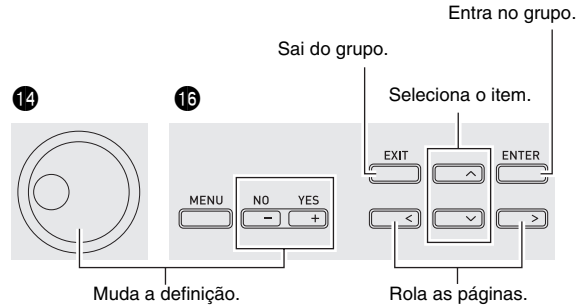 Entra no grupo.
Sai do grupo.
14
16
Seleciona o item.
EXIT
ENTER
MENU
NO
YES
−
+
<
>
Muda a definição.
Rola as páginas.